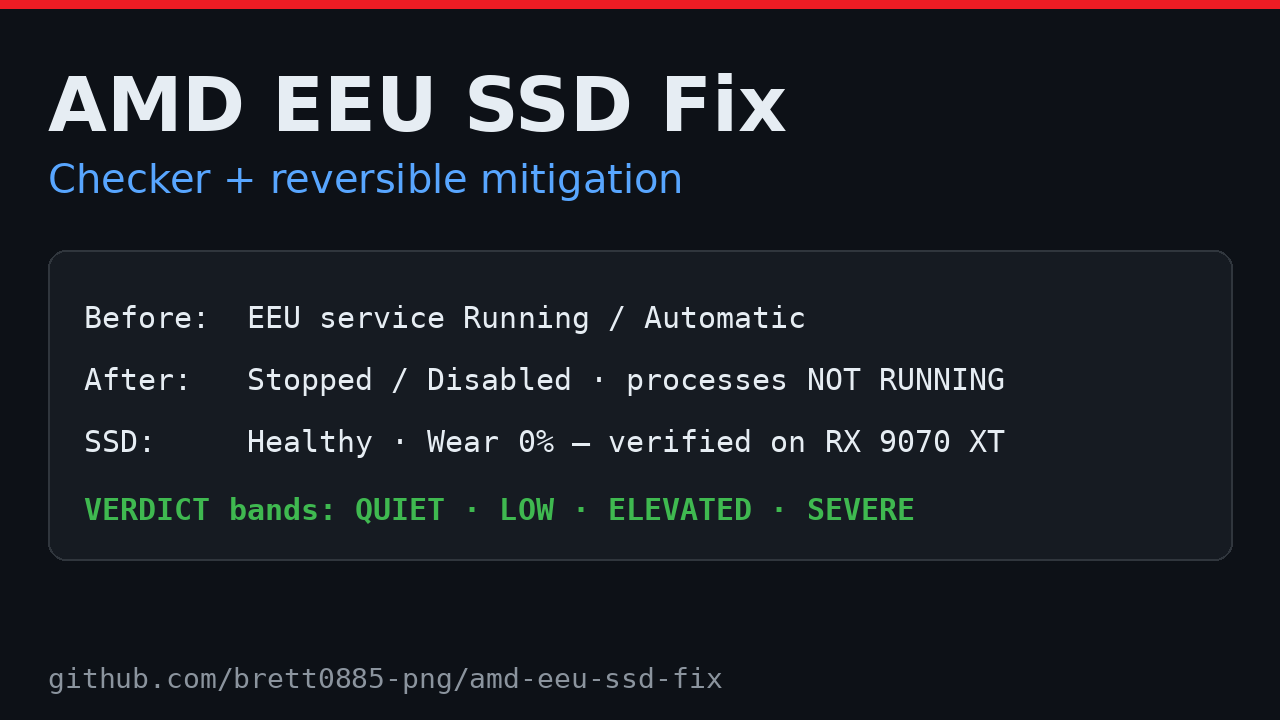 AMD EEU SSD Fix
Checker + reversible mitigation
Before:  EEU service Running / Automatic
After:   Stopped / Disabled · processes NOT RUNNING
SSD:     Healthy · Wear 0% — verified on RX 9070 XT
VERDICT bands: QUIET · LOW · ELEVATED · SEVERE
github.com/brett0885-png/amd-eeu-ssd-fix